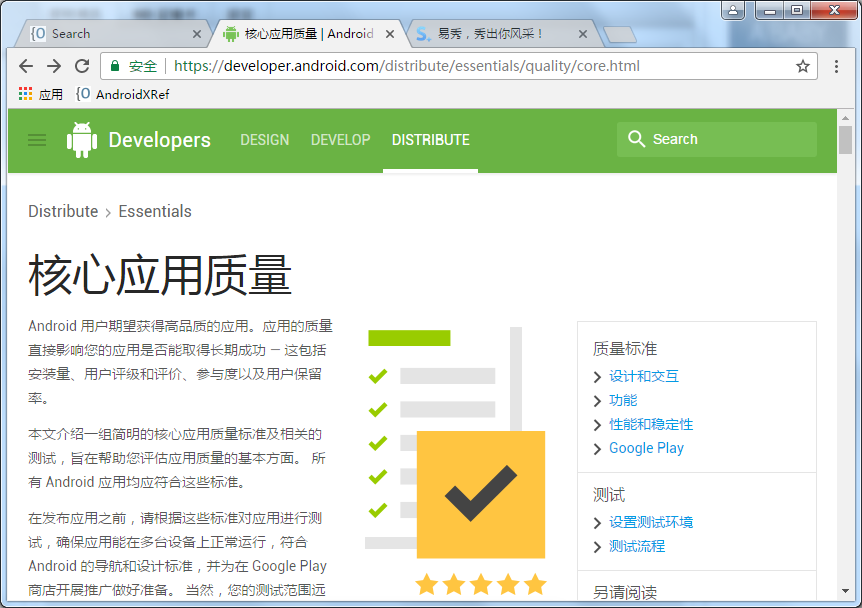 Search
核心应用质量 | Android
易秀，秀出你风采！
安全
https://developer.android.com/distribute/essentials/quality/core.html
应用
AndroidXRef
Developers
DESIGN
DEVELOP
DISTRIBUTE
Search
Distribute
Essentials
核心应用质量
Android 用户期望获得高品质的应用。应用的质量
直接影响您的应用是否能取得长期成功 — 这包括
安装量、用户评级和评价、参与度以及用户保留
率。
本文介绍一组简明的核心应用质量标准及相关的
测试，旨在帮助您评估应用质量的基本方面。 所
有 Android 应用均应符合这些标准。
在发布应用之前，请根据这些标准对应用进行测
试，确保应用能在多台设备上正常运行，符合
Android 的导航和设计标准，并为在 Google Play
商店开展推广做好准备。 当然，您的测试范围远
质量标准
设计和交互
功能
性能和稳定性
Google Play
测试
设置测试环境
测试流程
另请阅读